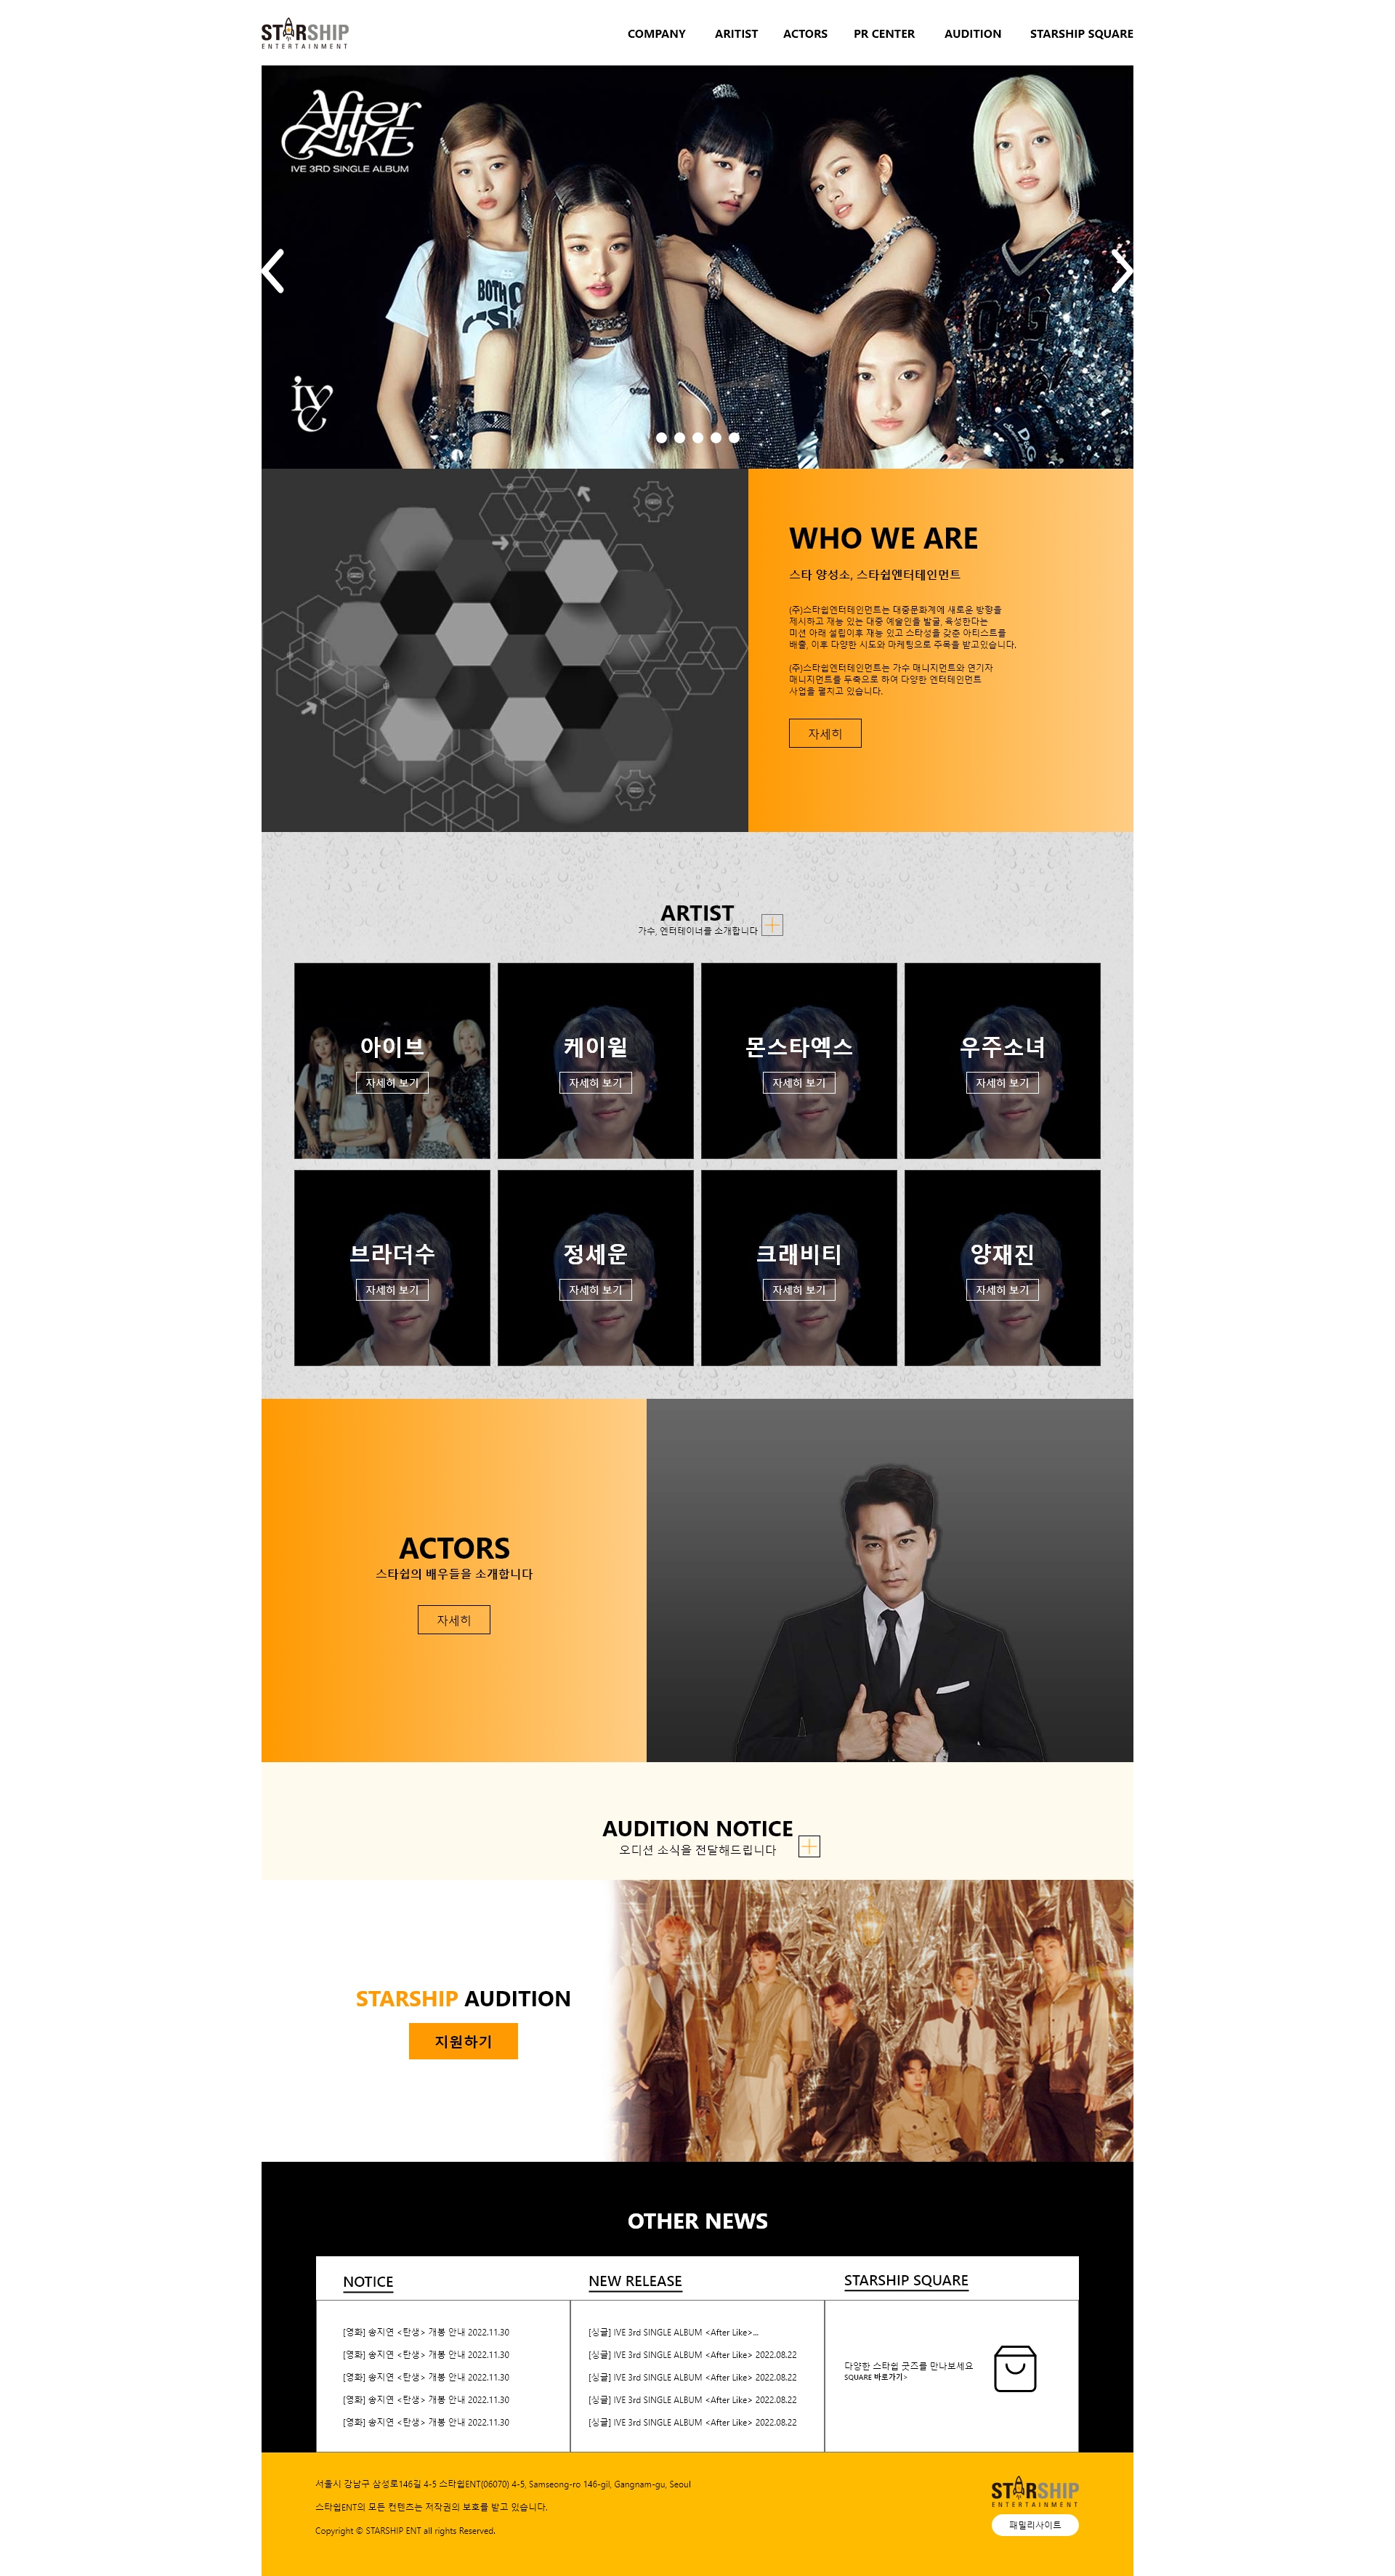 STARSHIP
ENTERTAINMENT
COMPANY ARITIST ACTORS PR CENTER AUDITION STARSHIP SQUARE
After
LIKE
IVE 3RD SINGLE ALBUM
BOTH
D&G
IVE
WHO WE ARE
스타 양성소, 스타쉽엔터테인먼트
(주)스타쉽엔터테인먼트는 대중문화계에 새로운 방향을
제시하고 재능 있는 대중 예술인을 발굴, 육성한다는
미션 아래 설립이후 재능 있고 스타성을 갖춘 아티스트를
배출, 이후 다양한 시도와 마케팅으로 주목을 받고있습니다.
(주)스타쉽엔터테인먼트는 가수 매니지먼트와 연기자
매니지먼트를 두축으로 하여 다양한 엔터테인먼트
사업을 펼치고 있습니다.
자세히
ARTIST
가수, 엔터테이너를 소개합니다
아이브 케이윌 몬스타엑스 우주소녀
자세히 보기 자세히 보기 자세히 보기 자세히 보기
브라더수 정세운 크래비티 양재진
자세히 보기 자세히 보기 자세히 보기 자세히 보기
ACTORS
스타쉽의 배우들을 소개합니다
자세히
AUDITION NOTICE
오디션 소식을 전달해드립니다
STARSHIP AUDITION
지원하기
OTHER NEWS
NOTICE
[영화] 송지연 <탄생> 개봉 안내 2022.11.30
[영화] 송지연 <탄생> 개봉 안내 2022.11.30
[영화] 송지연 <탄생> 개봉 안내 2022.11.30
[영화] 송지연 <탄생> 개봉 안내 2022.11.30
[영화] 송지연 <탄생> 개봉 안내 2022.11.30
NEW RELEASE
[싱글] IVE 3rd SINGLE ALBUM <After Like>...
[싱글] IVE 3rd SINGLE ALBUM <After Like> 2022.08.22
[싱글] IVE 3rd SINGLE ALBUM <After Like> 2022.08.22
[싱글] IVE 3rd SINGLE ALBUM <After Like> 2022.08.22
[싱글] IVE 3rd SINGLE ALBUM <After Like> 2022.08.22
STARSHIP SQUARE
다양한 스타쉽 굿즈를 만나보세요
SQUARE 바로가기>
서울시 강남구 삼성로146길 4-5 스타쉽ENT(06070) 4-5, Samseong-ro 146-gil, Gangnam-gu, Seoul
스타쉽ENT의 모든 컨텐츠는 저작권의 보호를 받고 있습니다.
Copyright © STARSHIP ENT all rights Reserved.
STARSHIP
ENTERTAINMENT
패밀리사이트